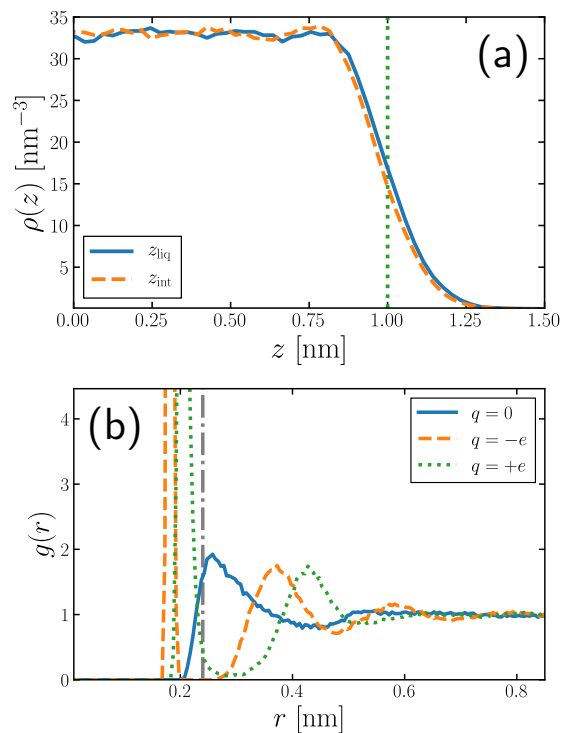 35
30
25
20
15
10
5
ρ(z) [nm⁻³]
(a)
z_liq
z_int
0.00 0.25 0.50 0.75 1.00 1.25 1.50
z [nm]
4
3
2
1
0
g(r)
(b)
q = 0
q = −e
q = +e
0.2 0.4 0.6 0.8
r [nm]